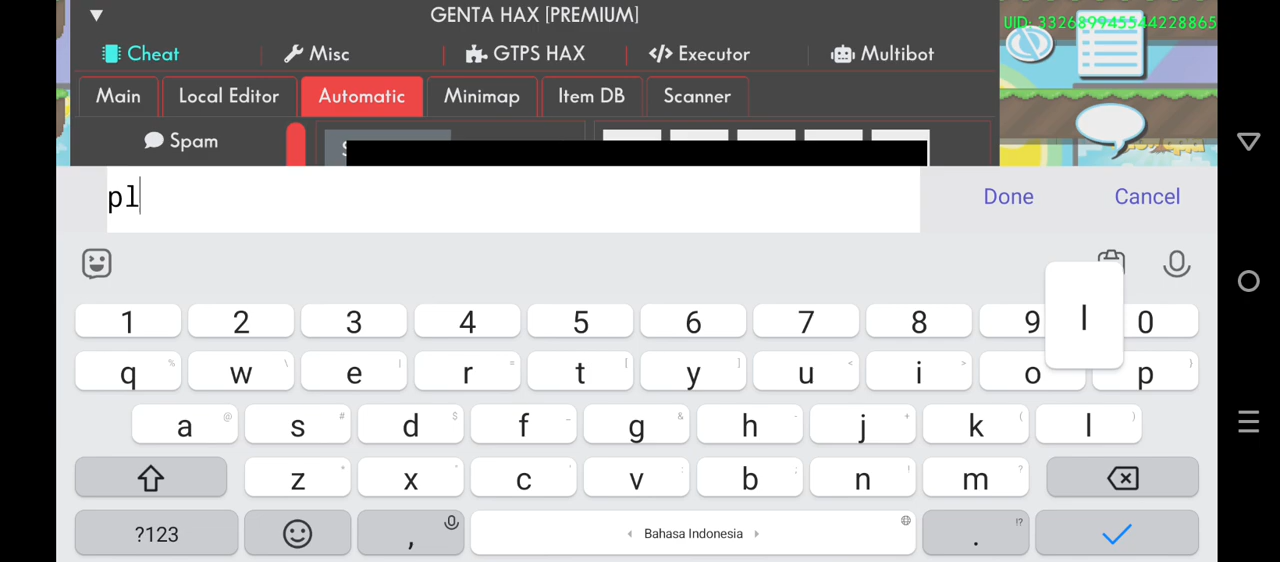 GENTA HAX [PREMIUM]
UID: 332689945544228865
Cheat Misc GTPS HAX </> Executor Multibot
Main Local Editor Automatic Minimap Item DB Scanner
Spam
pl
Done Cancel
l
1 2 3 4 5 6 7 8 9 0
q % w \ e | r = t [ y ] u < i > o p }
a @ s # d $ f _ g & h - j + k ( l )
z * x " c ' v : b ; n ! m ?
?123 , Bahasa Indonesia . !?